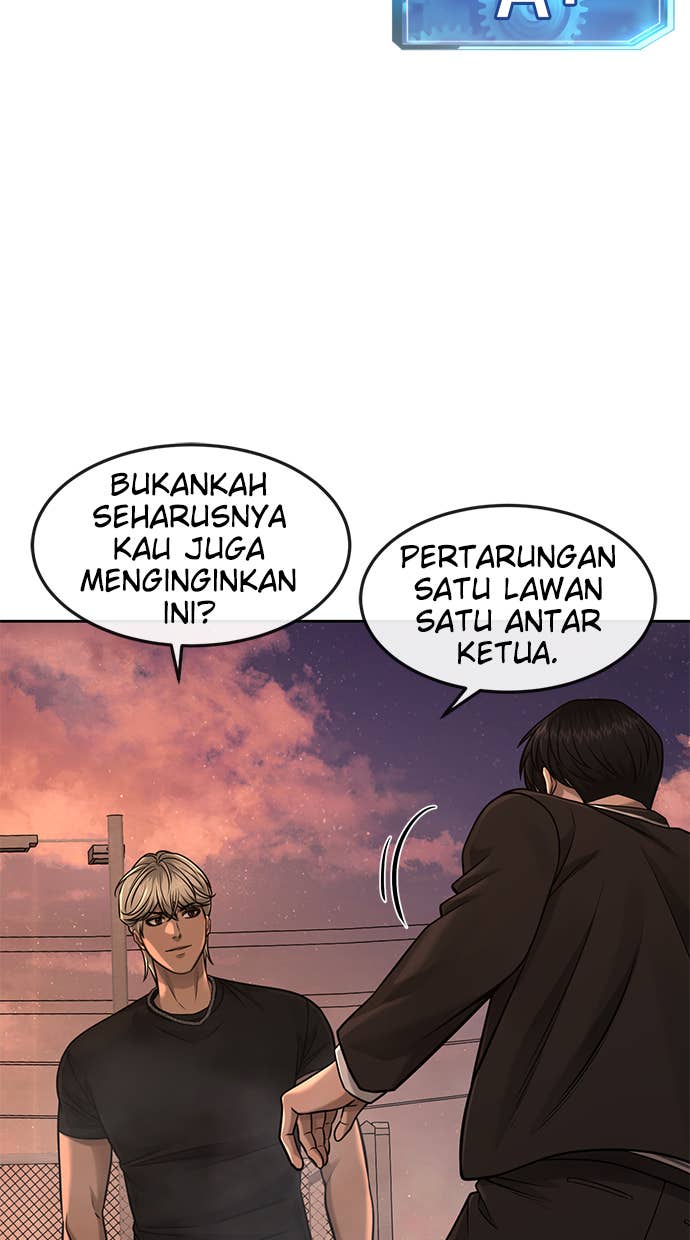 BUKANKAH
SEHARUSNYA
KAU JUGA
MENGINGINKAN
INI?
PERTARUNGAN
SATU LAWAN
SATU ANTAR
KETUA.